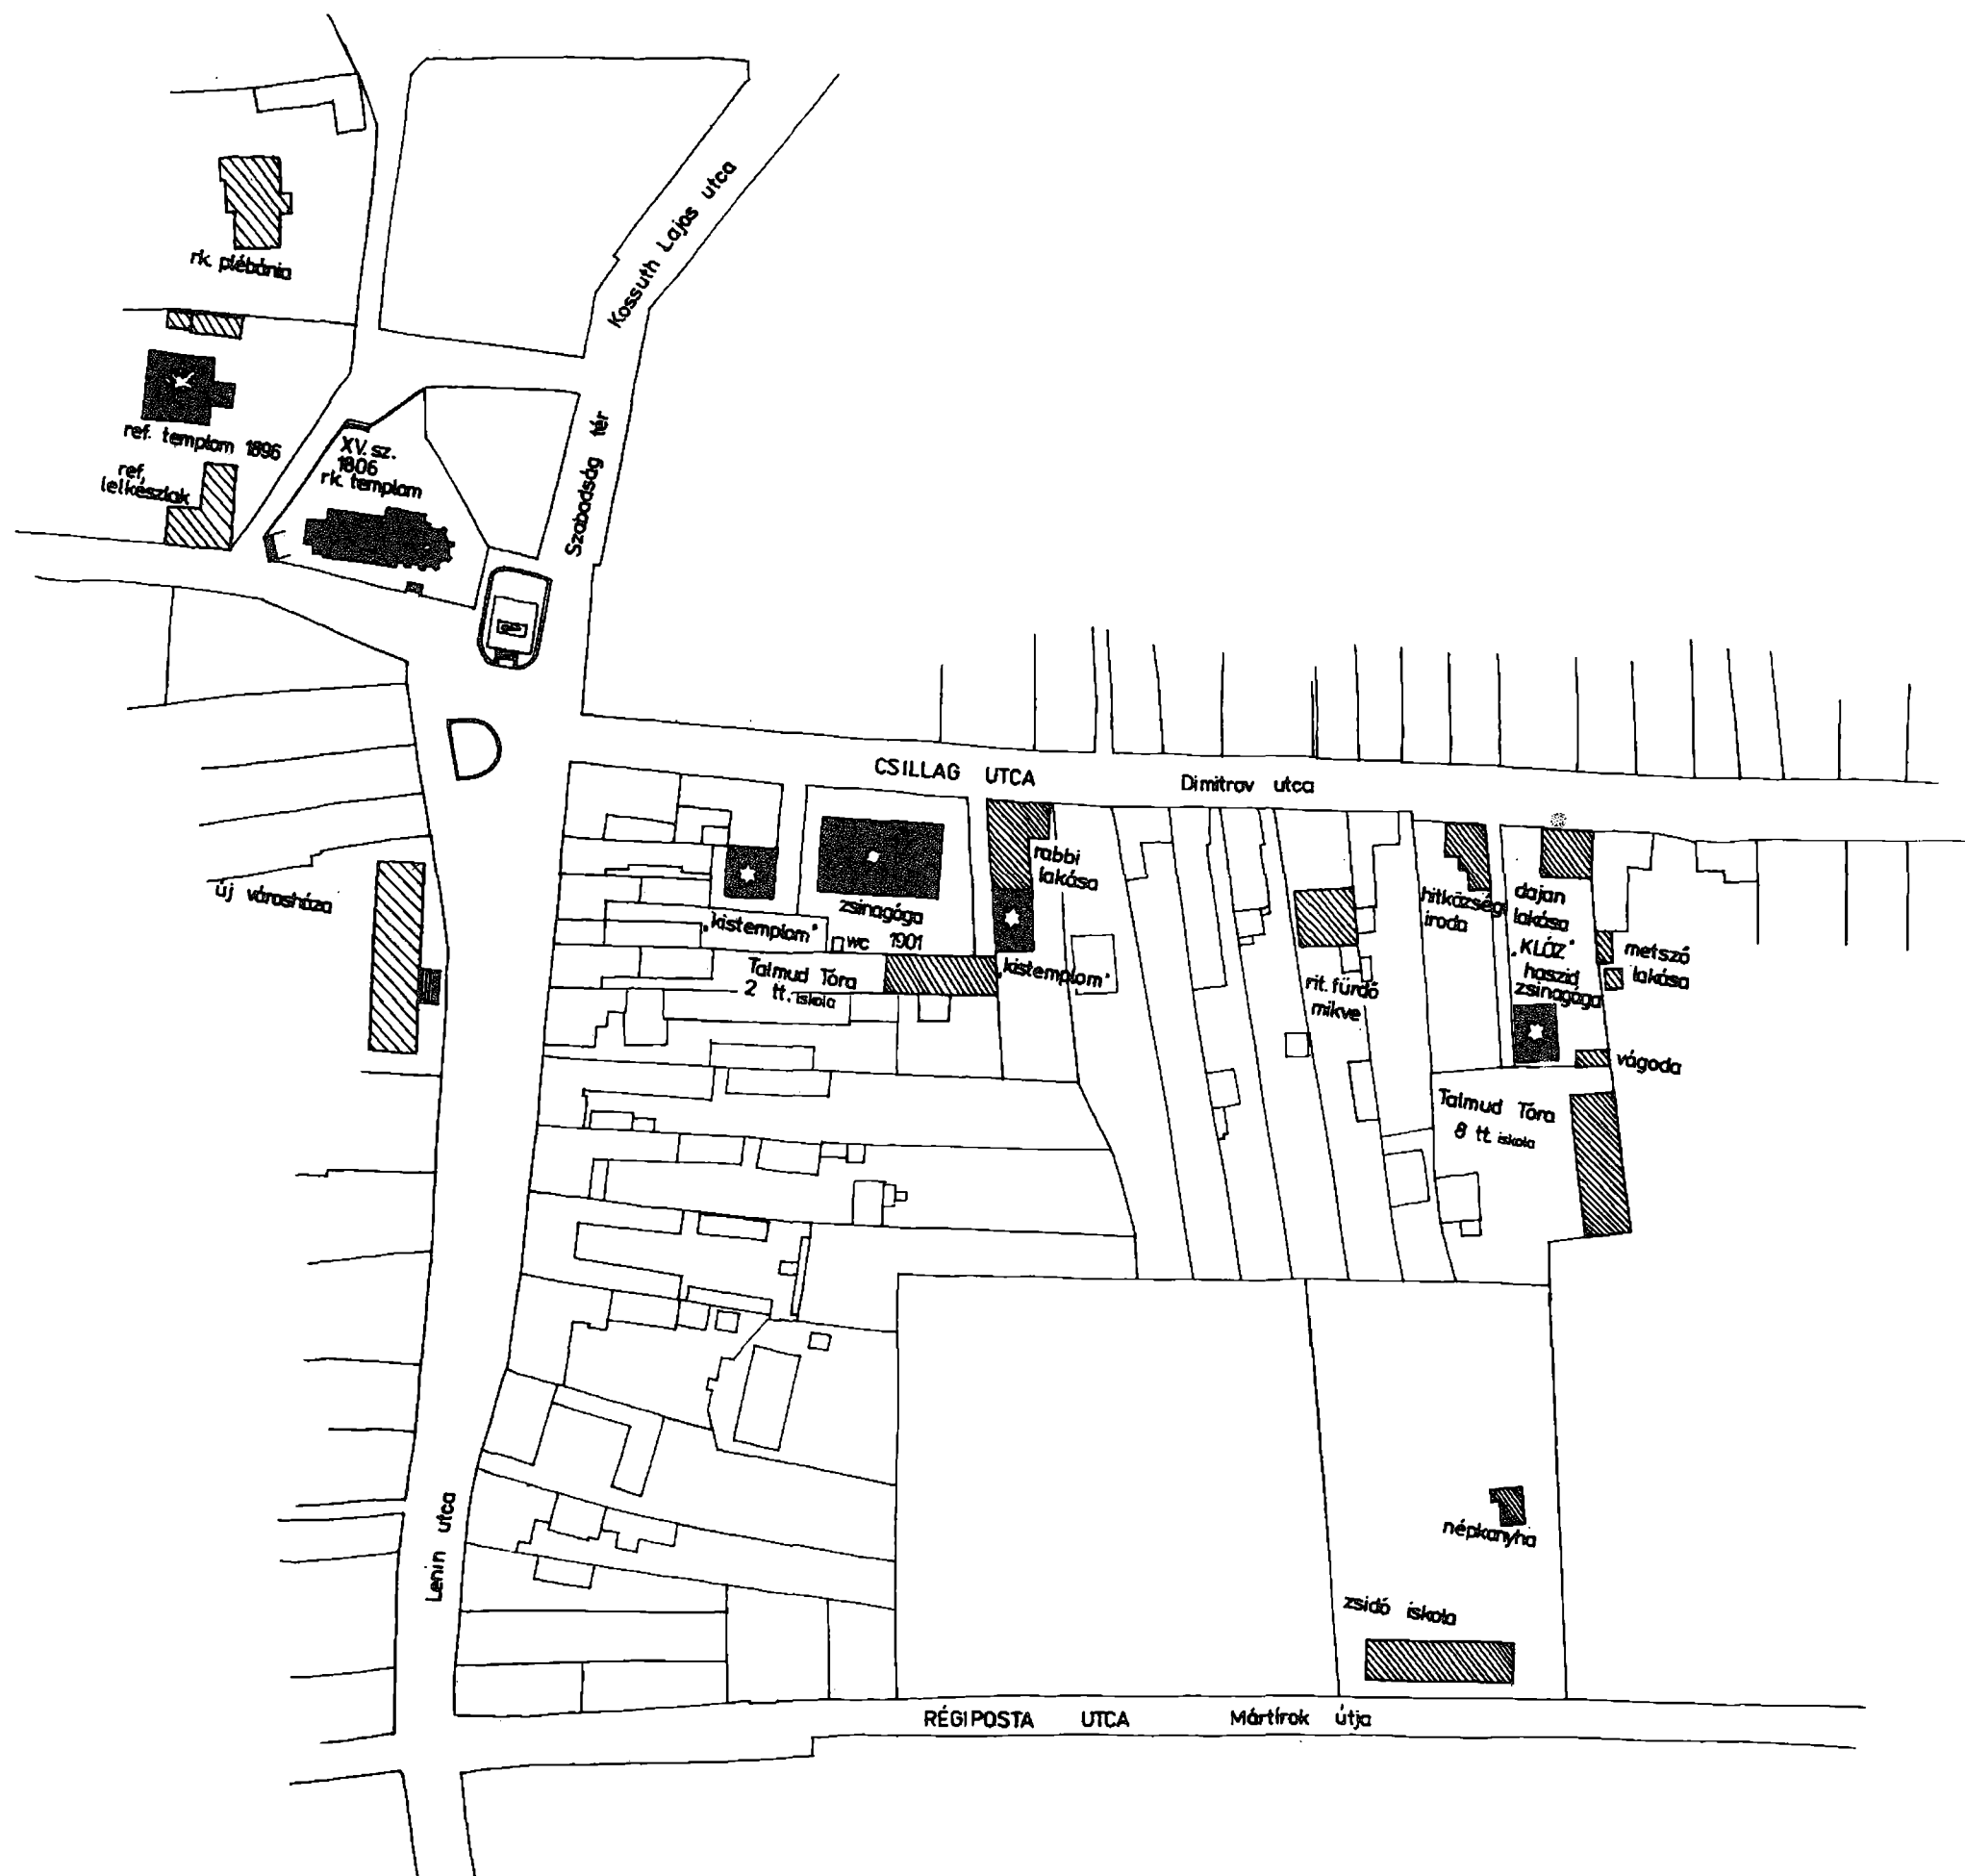 Kossuth Lajos utca
rk. plébánia
ref. templom 1896
XV. sz.
1806
rk. templom
ref.
lelkészlak
Szabadság tér
CSILLAG UTCA
Dimitrov utca
új városháza
rabbi
lakása
zsinagóga
1901
„kistemplom"
wc
Talmud Tóra
2 tt. iskola
„kistemplom"
rit. fürdő
mikve
hitközségi
iroda
dajan
lakása
„KLÓZ"
haszid
zsinagóga
metsző
lakása
vágoda
Talmud Tóra
8 tt. iskola
Lenin utca
népkonyha
zsidó iskola
RÉGIPOSTA UTCA
Mártírok útja